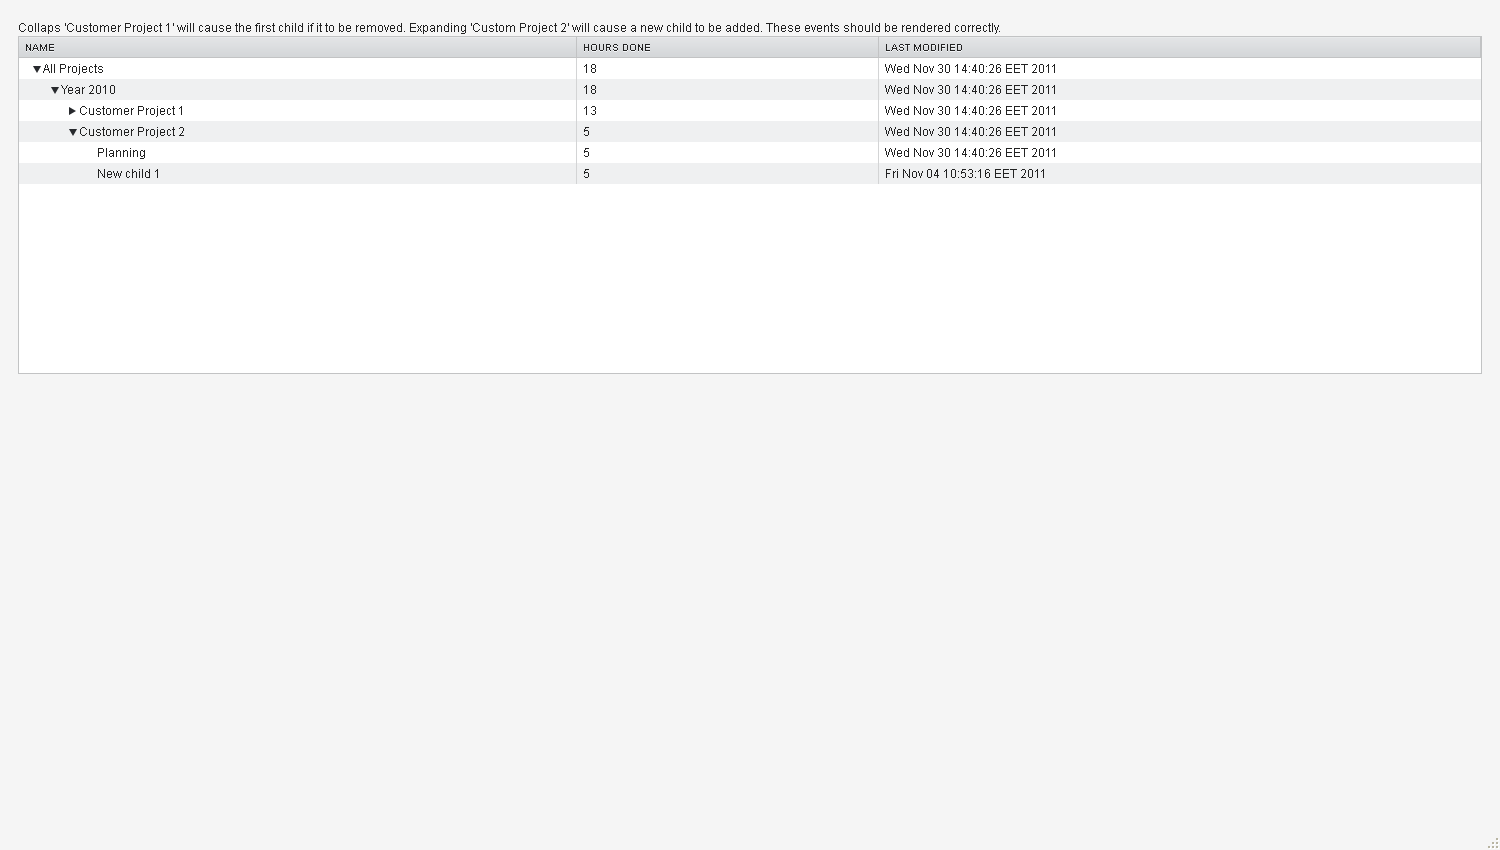 Collaps 'Customer Project 1' will cause the first child if it to be removed. Expanding 'Custom Project 2' will cause a new child to be added. These events should be rendered correctly.
NAME HOURS DONE LAST MODIFIED
All Projects 18 Wed Nov 30 14:40:26 EET 2011
Year 2010 18 Wed Nov 30 14:40:26 EET 2011
Customer Project 1 13 Wed Nov 30 14:40:26 EET 2011
Customer Project 2 5 Wed Nov 30 14:40:26 EET 2011
Planning 5 Wed Nov 30 14:40:26 EET 2011
New child 1 5 Fri Nov 04 10:53:16 EET 2011